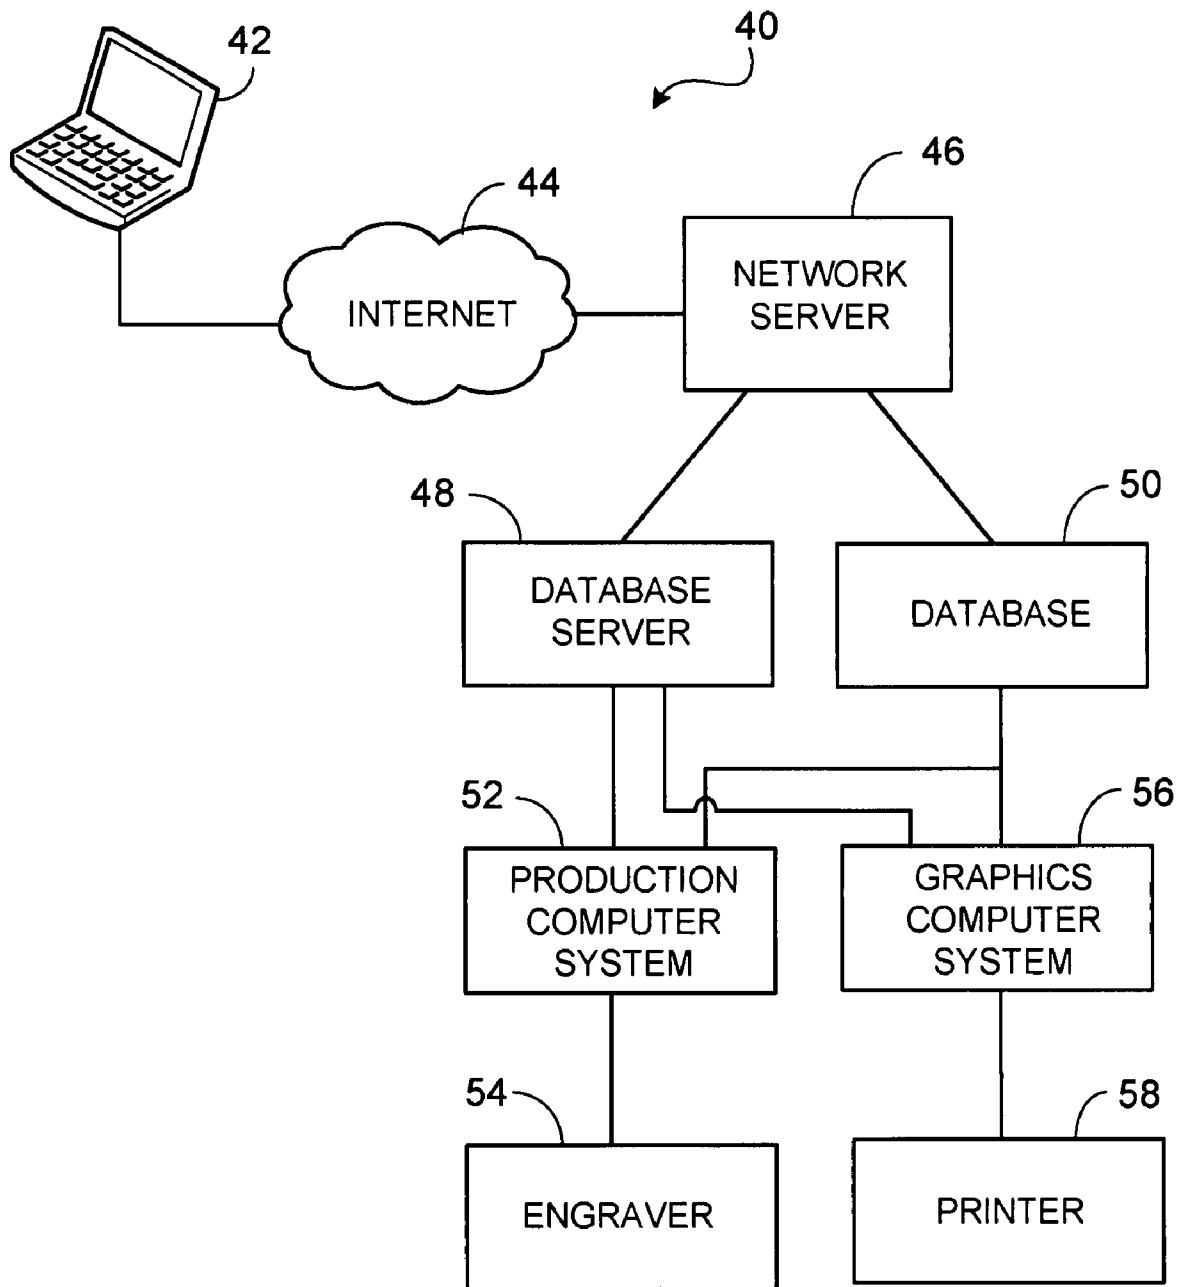 42
40
44
46
INTERNET
NETWORK
SERVER
48
50
DATABASE
SERVER
DATABASE
52
56
PRODUCTION
COMPUTER
SYSTEM
GRAPHICS
COMPUTER
SYSTEM
54
58
ENGRAVER
PRINTER